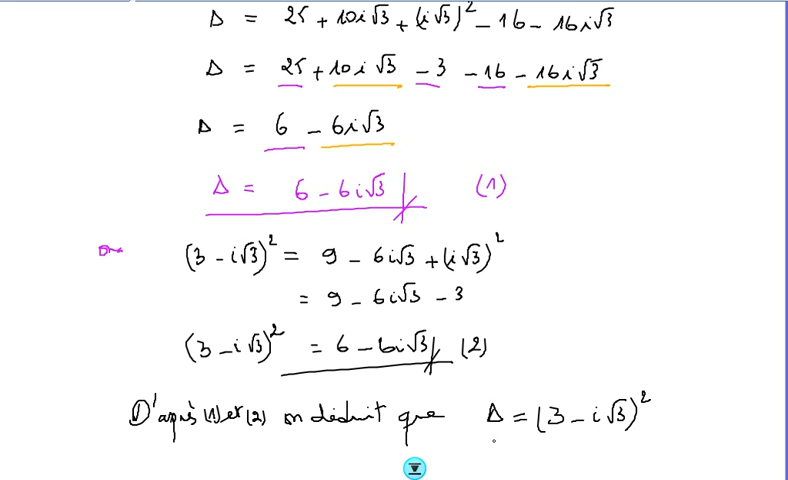 Δ = 25 + 10i√3 + (i√3)² - 16 - 16i√3
Δ = 25 + 10i√3 - 3 - 16 - 16i√3
Δ = 6 - 6i√3
Δ = 6 - 6i√3 (1)
(3 - i√3)² = 9 - 6i√3 + (i√3)²
= 9 - 6i√3 - 3
(3 - i√3)² = 6 - 6i√3 (2)
D'après (1) et (2) on déduit que Δ = (3 - i√3)²